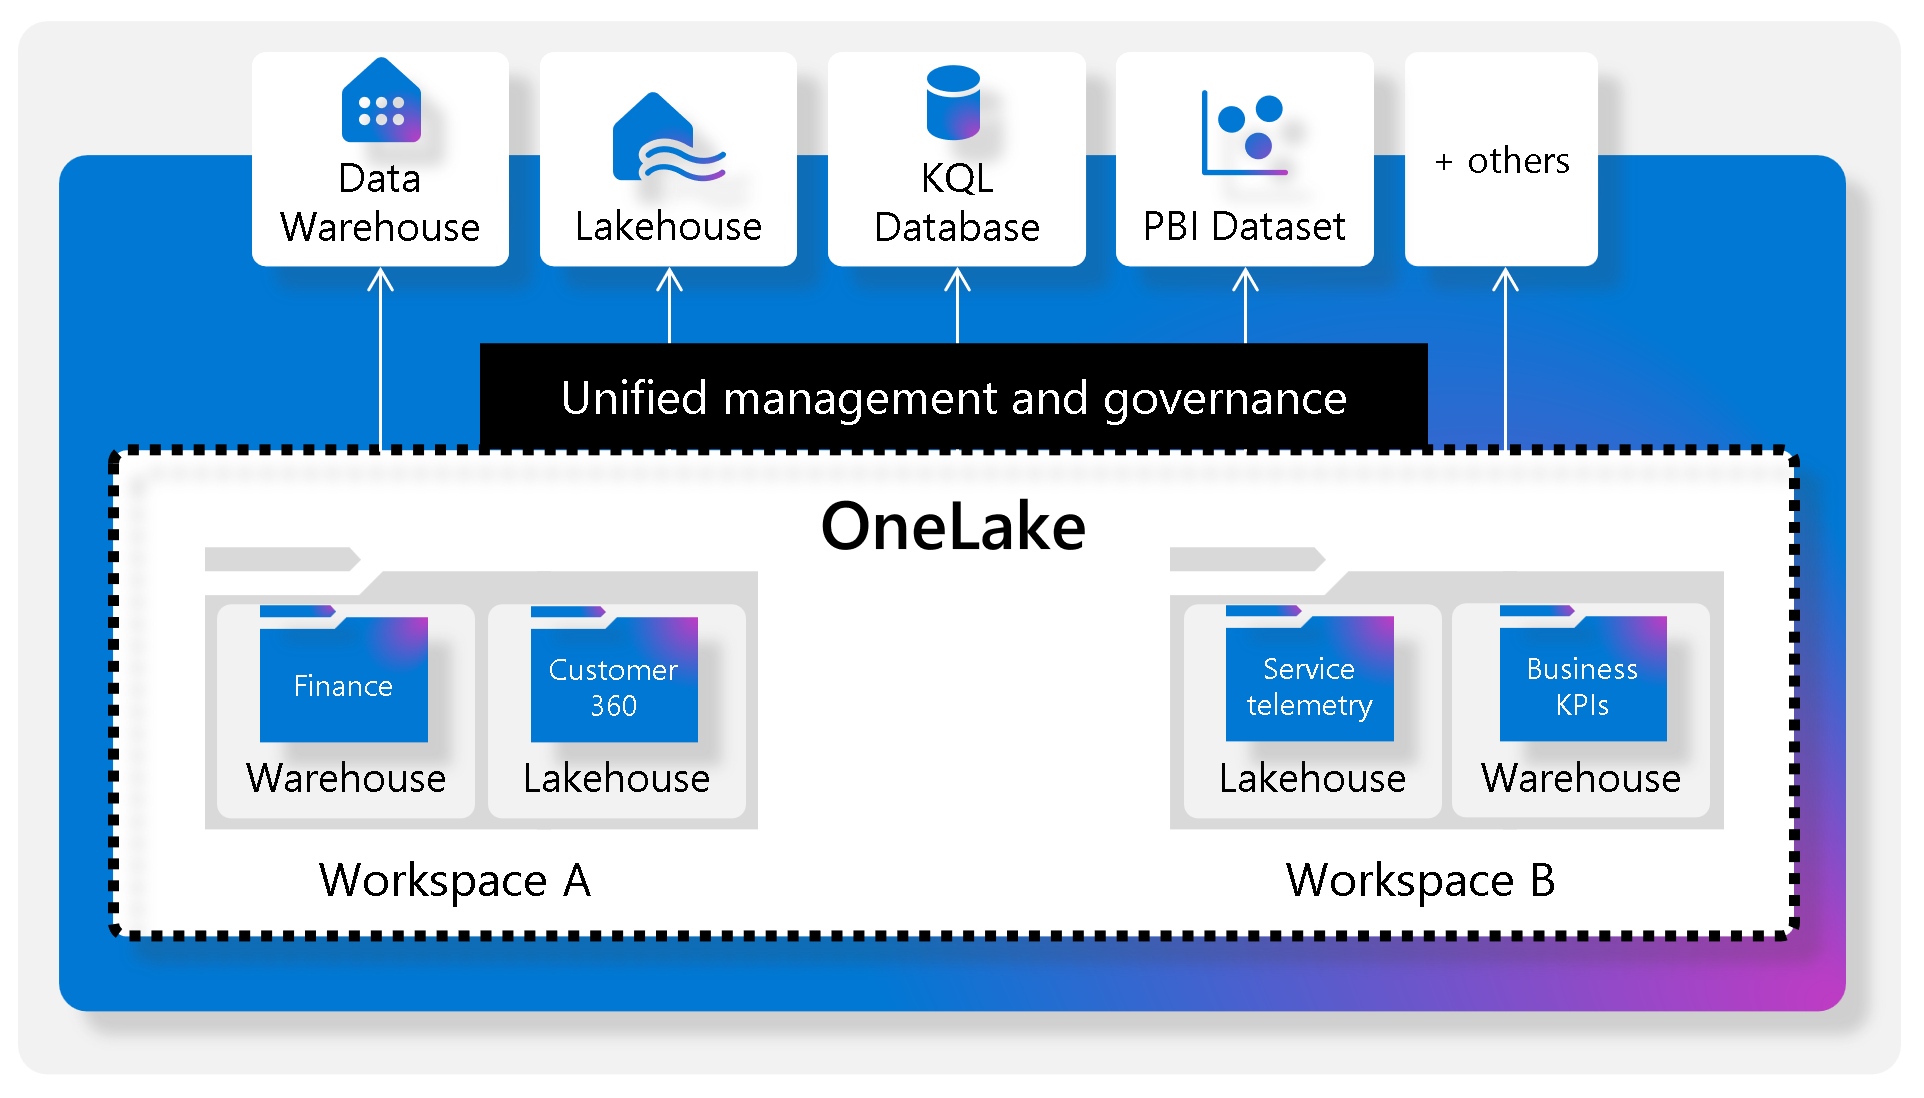 Data
Warehouse
Lakehouse
KQL
Database
PBI Dataset
+ others
Unified management and governance
OneLake
Finance
Warehouse
Customer
360
Lakehouse
Workspace A
Service
telemetry
Lakehouse
Business
KPIs
Warehouse
Workspace B